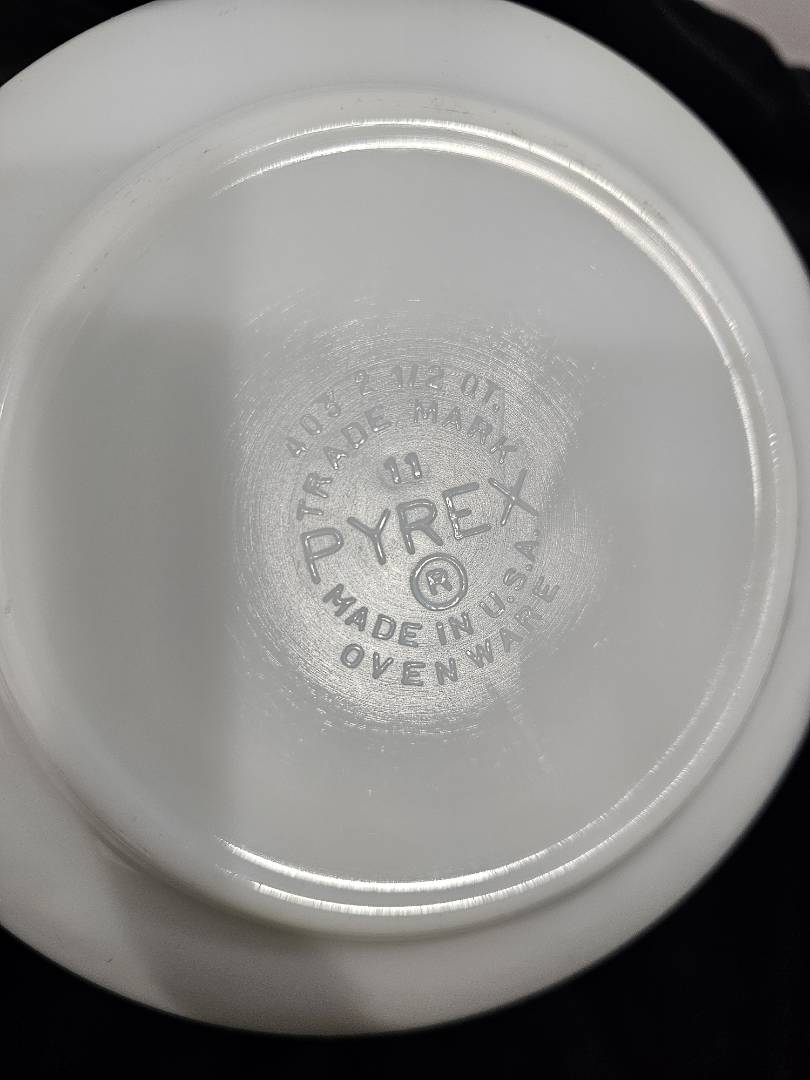 403 2 1/2 QT.
TRADE MARK
11
PYREX
®
MADE IN U.S.A.
OVEN WARE